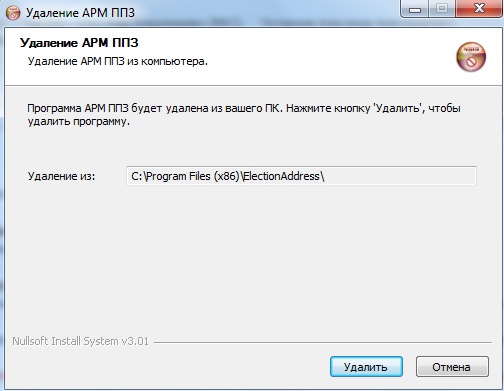 Удаление АРМ ППЗ
Удаление АРМ ППЗ
Удаление АРМ ППЗ из компьютера.
Программа АРМ ППЗ будет удалена из вашего ПК. Нажмите кнопку 'Удалить', чтобы
удалить программу.
Удаление из: C:\Program Files (x86)\ElectionAddress\
Nullsoft Install System v3.01
Удалить Отмена